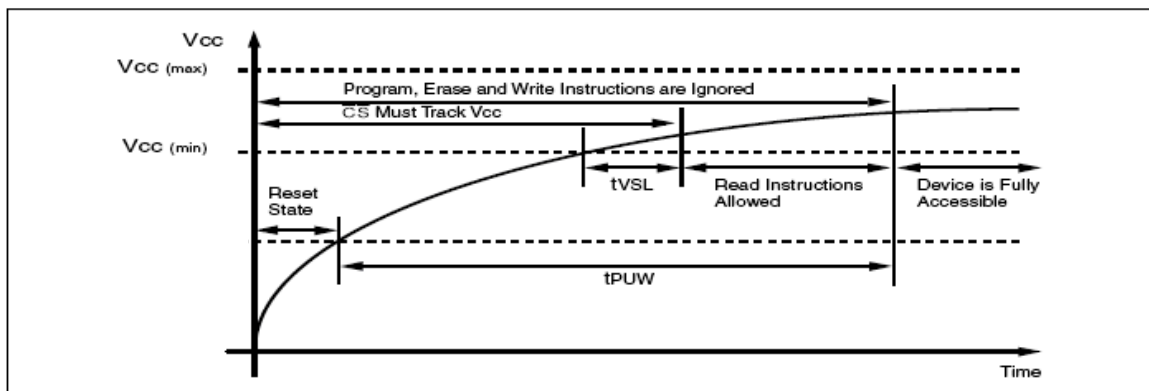 Vcc
Vcc (max)
Program, Erase and Write Instructions are Ignored
CS Must Track Vcc
Vcc (min)
tVSL
Read Instructions
Allowed
Device is Fully
Accessible
Reset
State
tPUW
Time